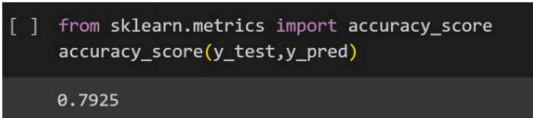 [ ] from sklearn.metrics import accuracy_score
accuracy_score(y_test,y_pred)
0.7925